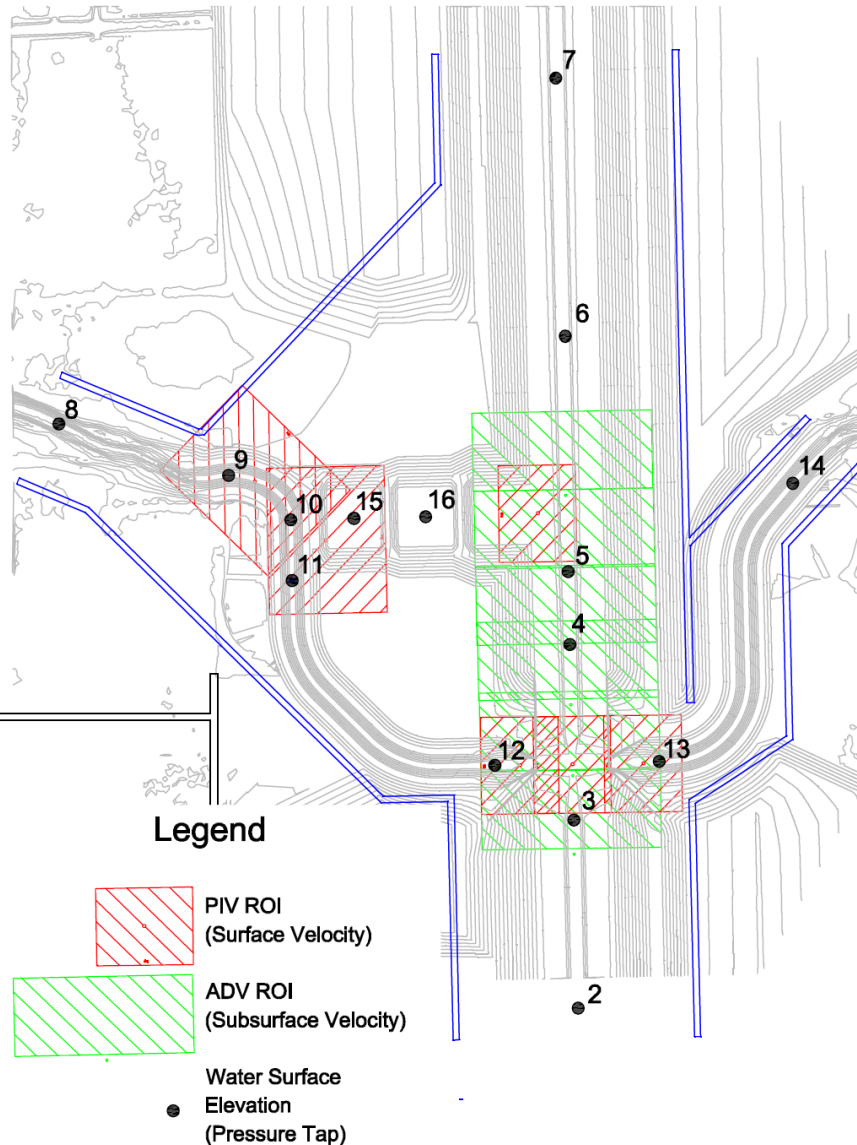 7
6
8
9
14
10
15
16
11
5
4
12
13
3
2
Legend
PIV ROI
(Surface Velocity)
ADV ROI
(Subsurface Velocity)
Water Surface
Elevation
(Pressure Tap)